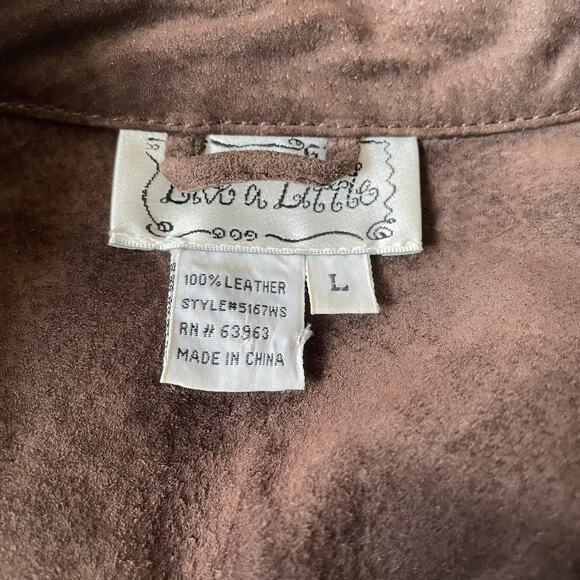 Live a Little
100% LEATHER
STYLE#5167WS
RN # 63963
MADE IN CHINA
L